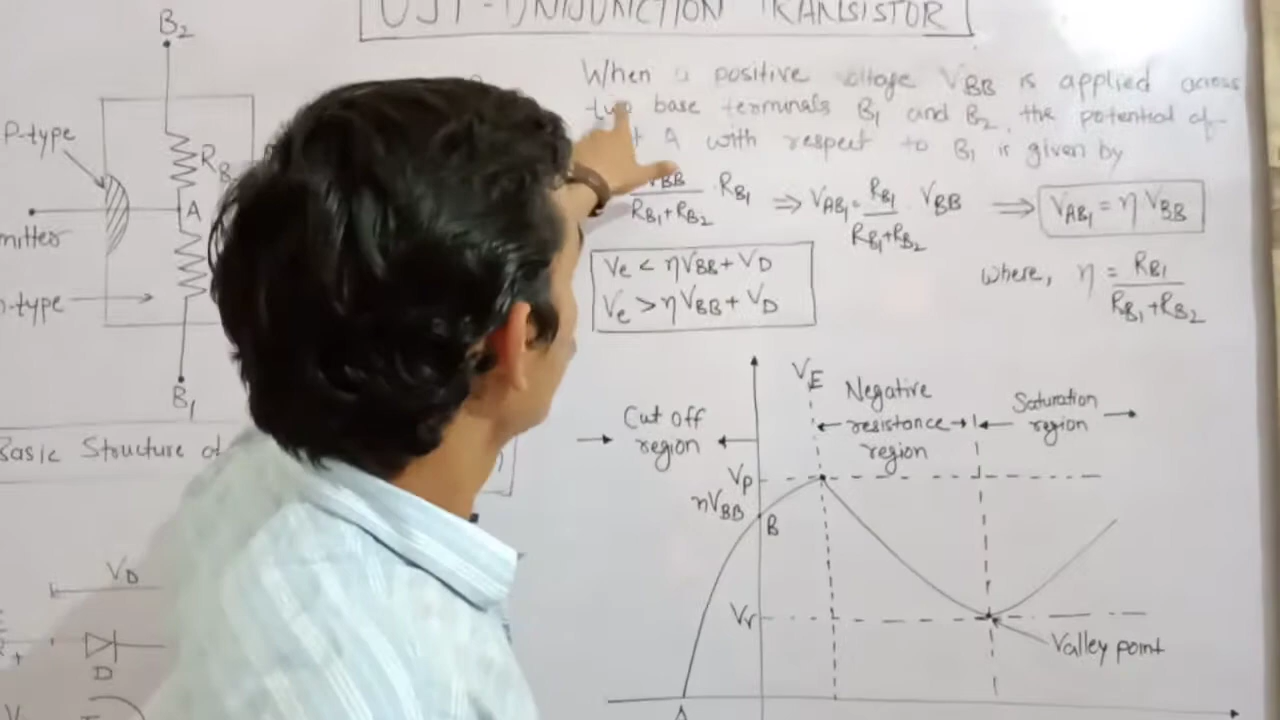 UJT - UNIJUNCTION TRANSISTOR
B2
P-type
RB
A
n-type
B1
Basic Structure of
VD
D
When a positive voltage VBB is applied across
two base terminals B1 and B2, the potential of
A with respect to B1 is given by
VBB / RB1+RB2 . RB1 ⇒ VAB1 = RB1 / RB1+RB2 . VBB ⇒ VAB1 = η VBB
Ve < ηVBB + VD
Ve > ηVBB + VD
where, η = RB1 / RB1+RB2
VE
Cut off
region
Negative
resistance
region
Saturation
region
Vp
ηVBB
B
Vv
Valley point
A